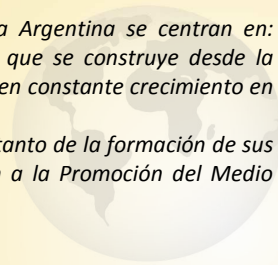 a Argentina se centran en:
que se construye desde la
en constante crecimiento en
tanto de la formación de sus
a la Promoción del Medio